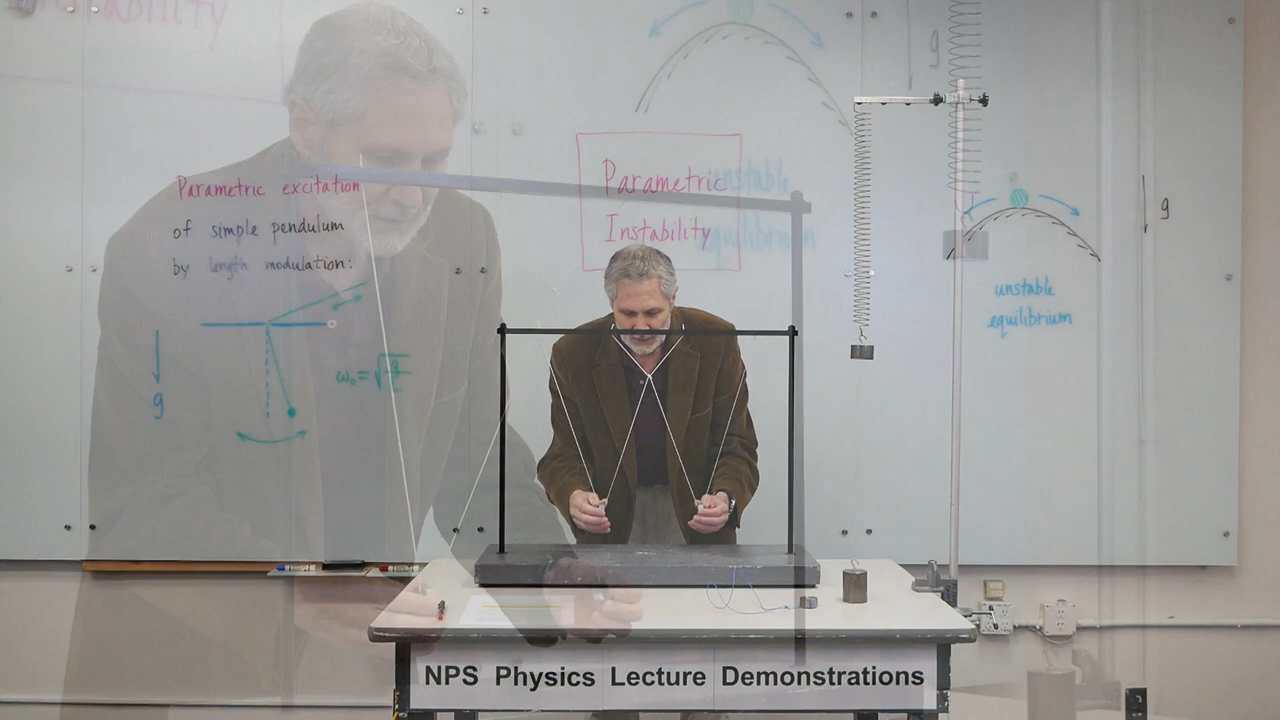 Instability
g
Parametric excitation
of simple pendulum
by length modulation:
g
ω₀=√g/ℓ
Parametric
Instability
unstable
equilibrium
g
unstable
equilibrium
NPS Physics Lecture Demonstrations